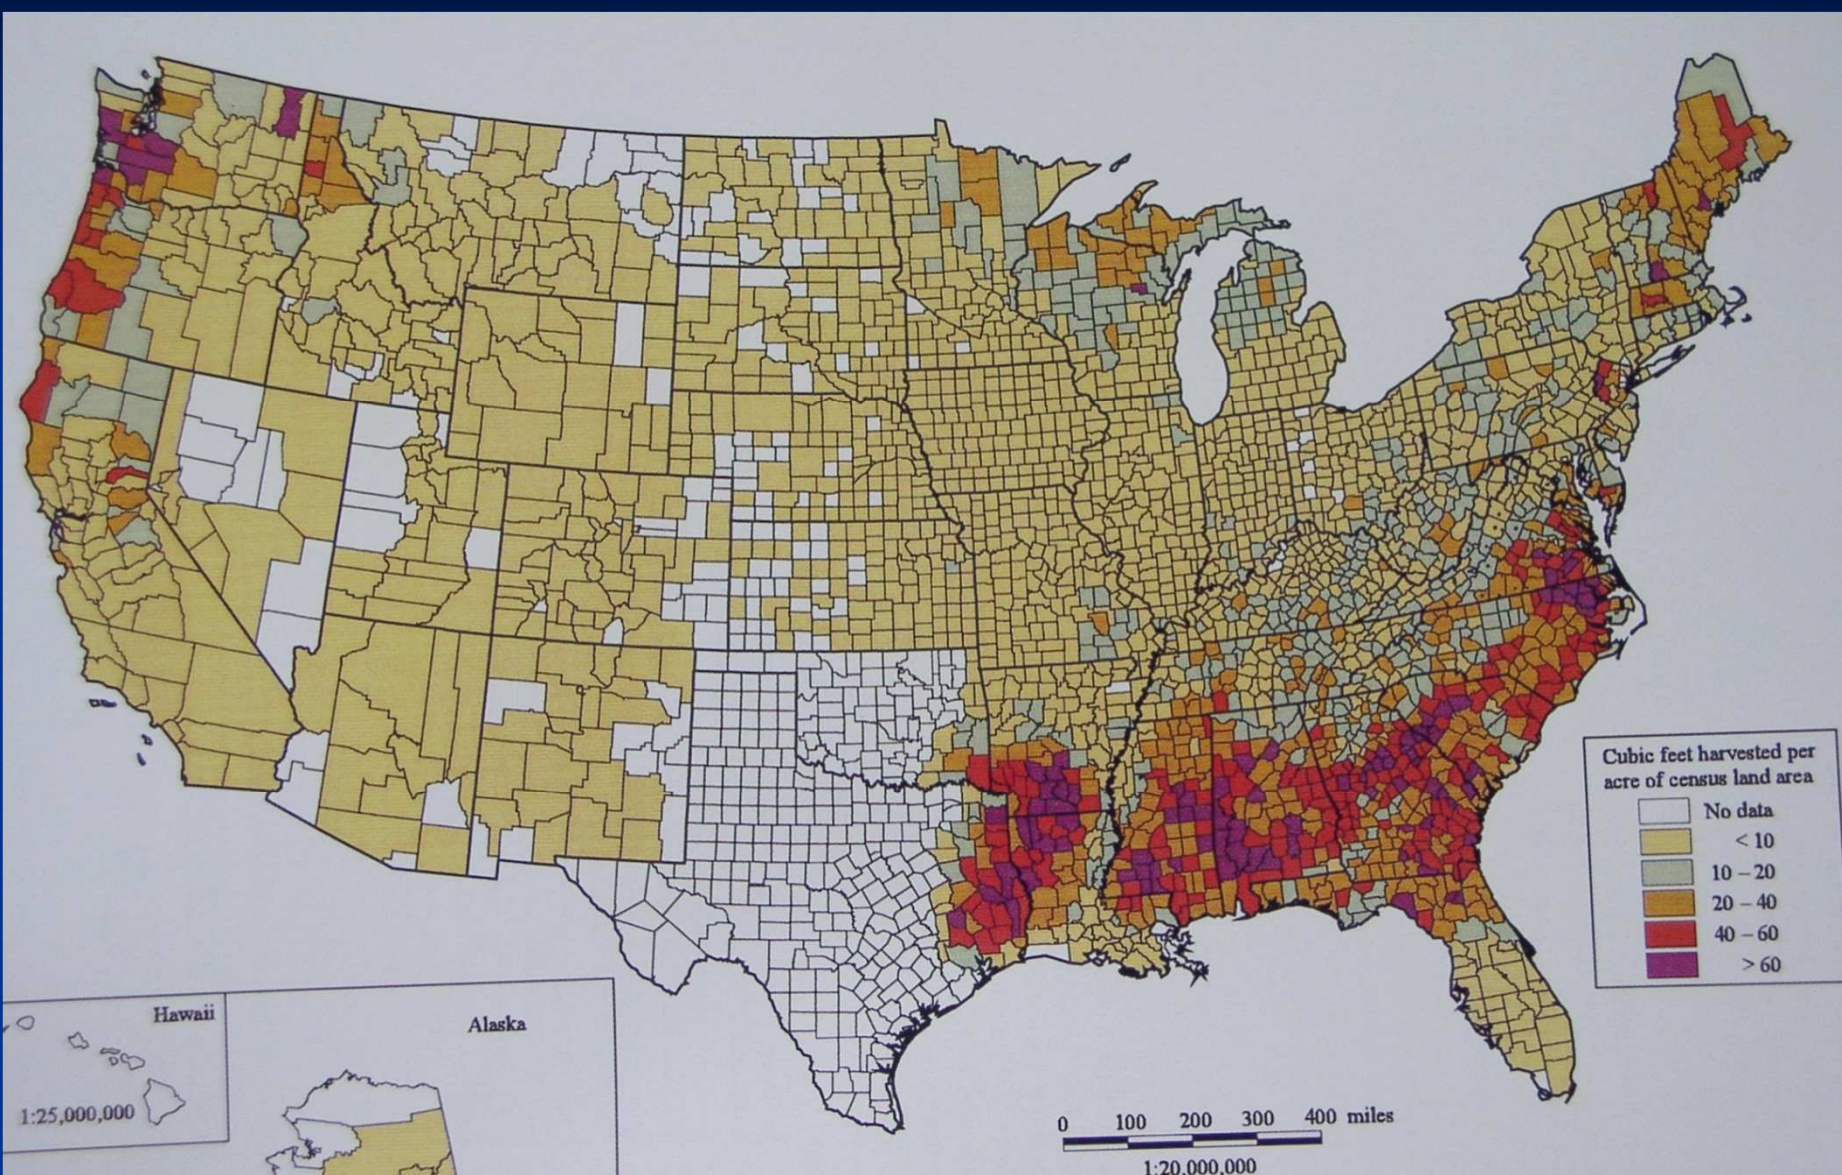 Cubic feet harvested per
acre of census land area
No data
< 10
10 – 20
20 – 40
40 – 60
> 60
Hawaii
Alaska
1:25,000,000
0 100 200 300 400 miles
1:20,000,000